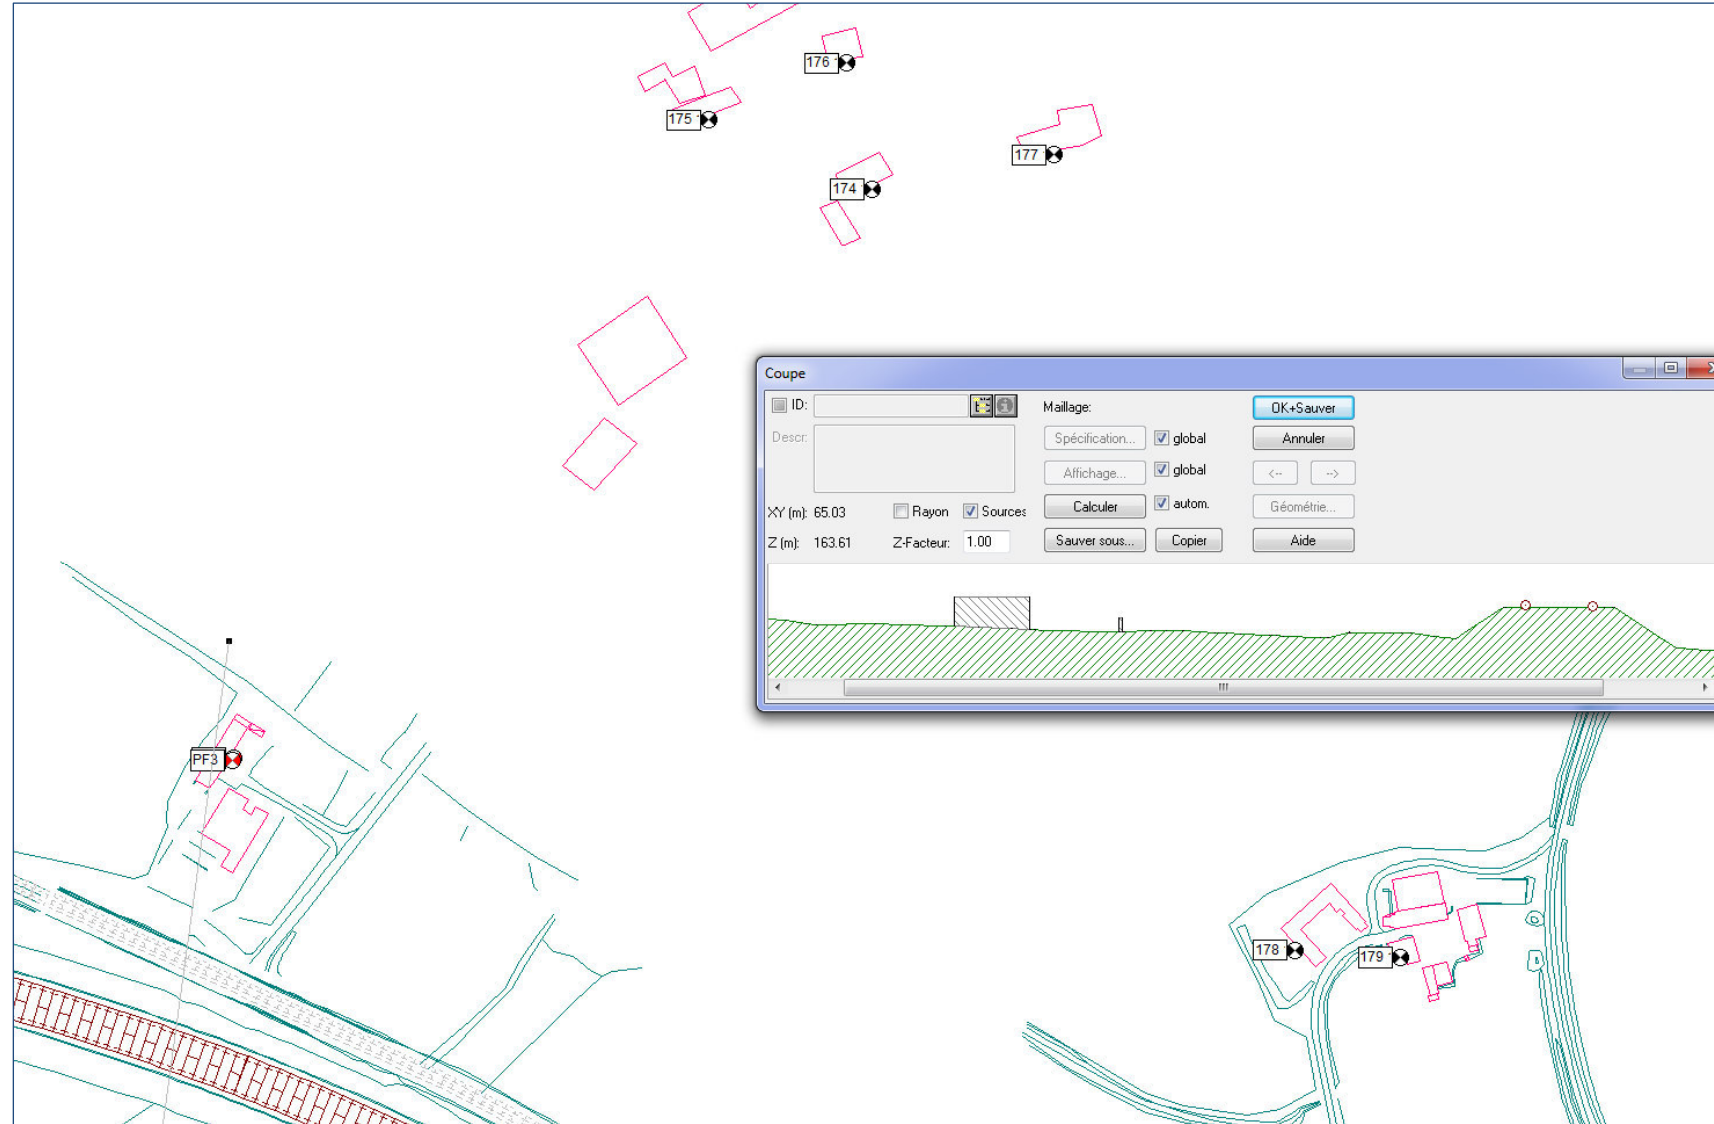 176
175
177
174
Coupe
ID:
Maillage:
OK+Sauver
Descr:
Spécification...
global
Annuler
Affichage...
global
<--
-->
XY (m): 65.03
Rayon
Sources
Calculer
autom.
Géométrie...
Z (m): 163.61
Z-Facteur: 1.00
Sauver sous...
Copier
Aide
PF3
178
179